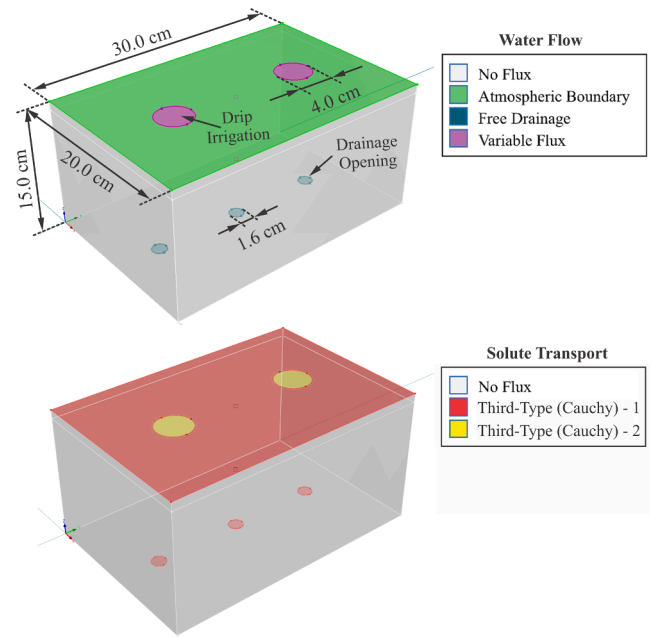 30.0 cm
Water Flow
No Flux
Atmospheric Boundary
Free Drainage
Variable Flux
4.0 cm
Drip
Irrigation
Drainage
Opening
20.0 cm
15.0 cm
1.6 cm
Solute Transport
No Flux
Third-Type (Cauchy) - 1
Third-Type (Cauchy) - 2